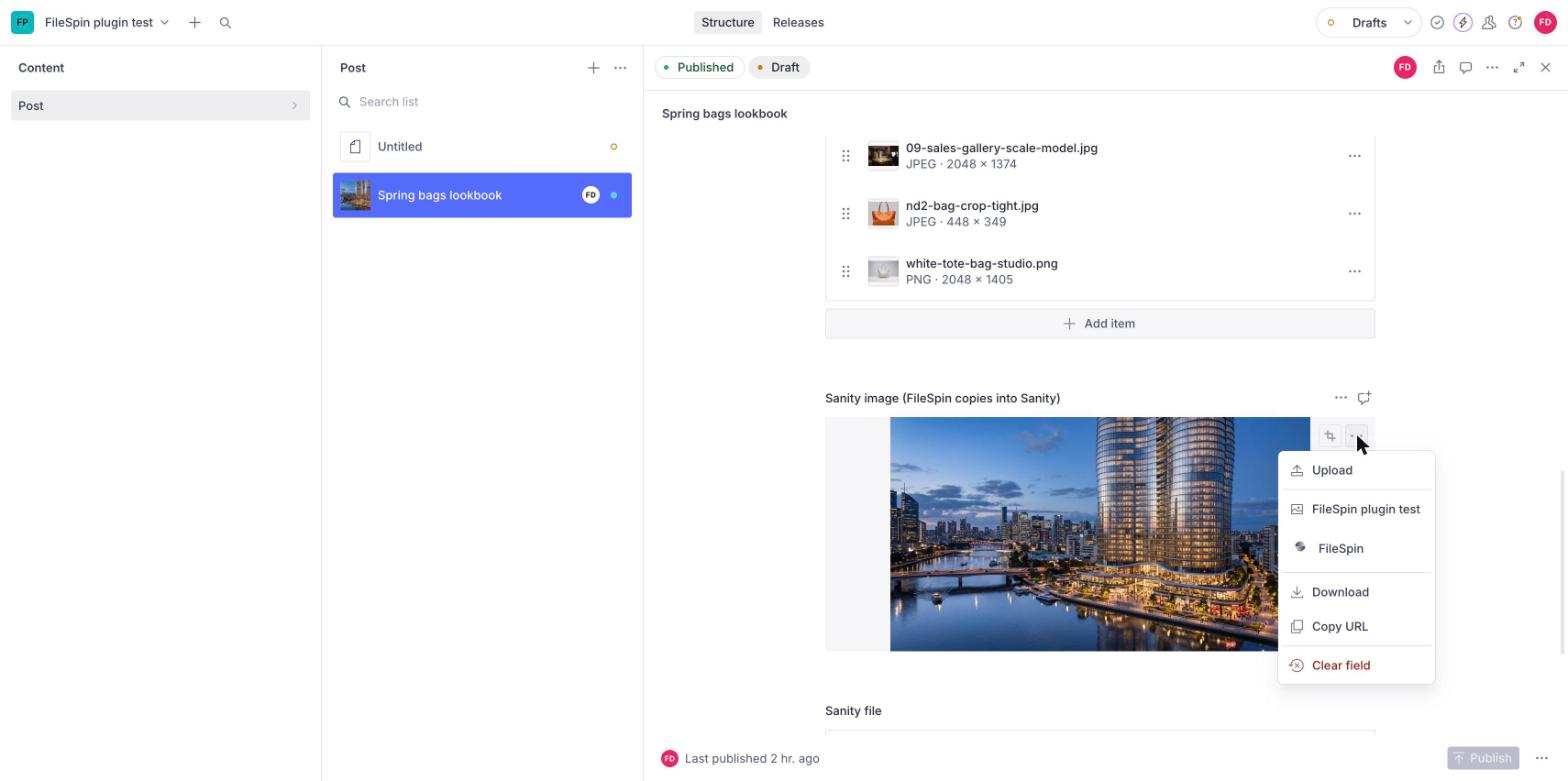 FP
FileSpin plugin test
Structure
Releases
Drafts
FD
Content
Post
Post
Search list
Untitled
Spring bags lookbook
FD
Published
Draft
FD
Spring bags lookbook
09-sales-gallery-scale-model.jpg
JPEG · 2048 × 1374
nd2-bag-crop-tight.jpg
JPEG · 448 × 349
white-tote-bag-studio.png
PNG · 2048 × 1405
Add item
Sanity image (FileSpin copies into Sanity)
Upload
FileSpin plugin test
FileSpin
Download
Copy URL
Clear field
Sanity file
FD
Last published 2 hr. ago
Publish